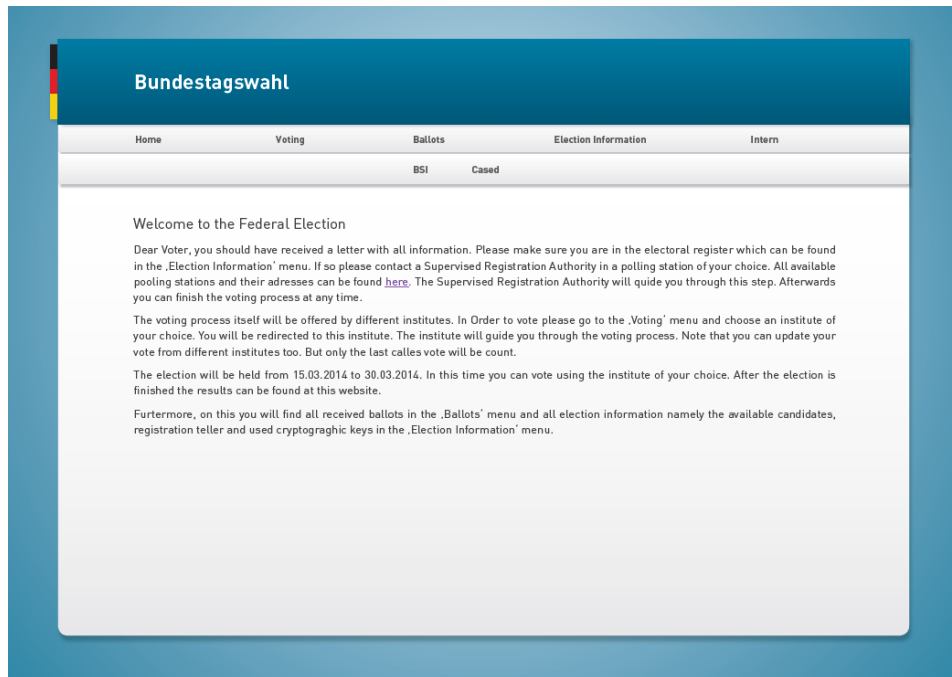 Bundestagswahl
Home Voting Ballots Election Information Intern
BSI Cased
Welcome to the Federal Election
Dear Voter, you should have received a letter with all information. Please make sure you are in the electoral register which can be found
in the ‚Election Information' menu. If so please contact a Supervised Registration Authority in a polling station of your choice. All available
pooling stations and their adresses can be found here. The Supervised Registration Authority will quide you through this step. Afterwards
you can finish the voting process at any time.
The voting process itself will be offered by different institutes. In Order to vote please go to the ‚Voting' menu and choose an institute of
your choice. You will be redirected to this institute. The institute will guide you through the voting process. Note that you can update your
vote from different institutes too. But only the last calles vote will be count.
The election will be held from 15.03.2014 to 30.03.2014. In this time you can vote using the institute of your choice. After the election is
finished the results can be found at this website.
Furtermore, on this you will find all received ballots in the ‚Ballots' menu and all election information namely the available candidates,
registration teller and used cryptograghic keys in the ‚Election Information' menu.